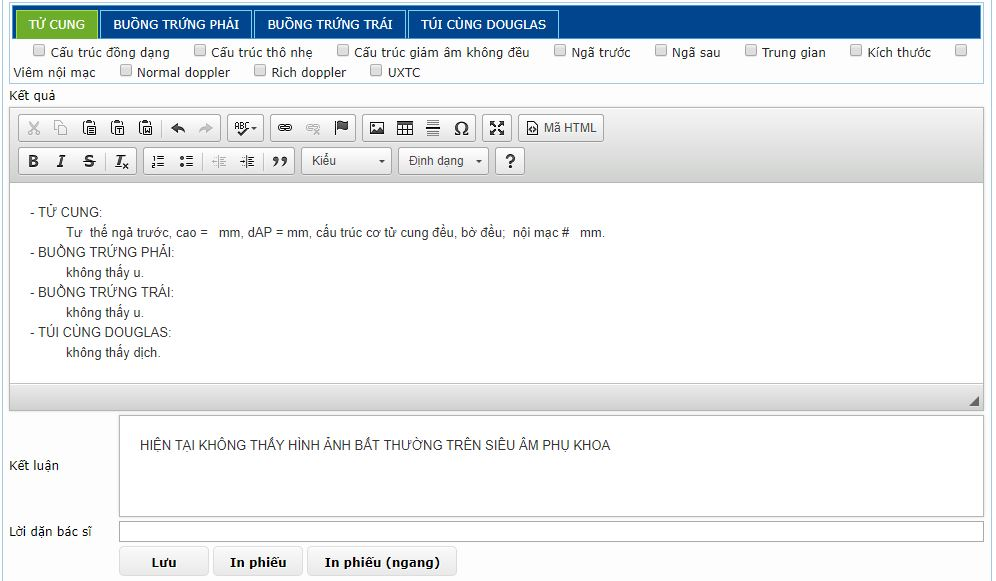 TỬ CUNG BUỒNG TRỨNG PHẢI BUỒNG TRỨNG TRÁI TÚI CÙNG DOUGLAS
Cấu trúc đồng dạng Cấu trúc thô nhẹ Cấu trúc giảm âm không đều Ngã trước Ngã sau Trung gian Kích thước
Viêm nội mạc Normal doppler Rich doppler UXTC
Kết quả
ABC Mã HTML
B I S Tx Kiểu Định dạng ?
- TỬ CUNG:
Tư thế ngả trước, cao = mm, dAP = mm, cấu trúc cơ tử cung đều, bờ đều; nội mạc # mm.
- BUỒNG TRỨNG PHẢI:
không thấy u.
- BUỒNG TRỨNG TRÁI:
không thấy u.
- TÚI CÙNG DOUGLAS:
không thấy dịch.
HIỆN TẠI KHÔNG THẤY HÌNH ẢNH BẤT THƯỜNG TRÊN SIÊU ÂM PHỤ KHOA
Kết luận
Lời dặn bác sĩ
Lưu In phiếu In phiếu (ngang)